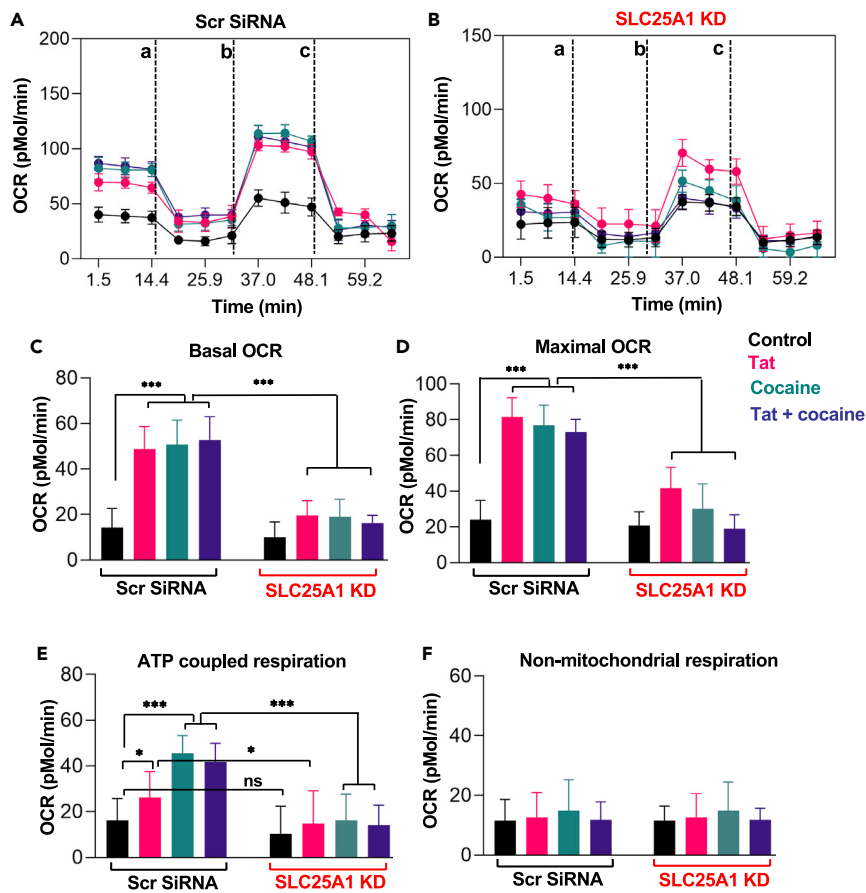 A
Scr SiRNA
OCR (pMol/min)
200
150
100
50
0
a
b
c
1.5
14.4
25.9
37.0
48.1
59.2
Time (min)
B
SLC25A1 KD
OCR (pMol/min)
150
100
50
0
a
b
c
1.5
14.4
25.9
37.0
48.1
59.2
Time (min)
C
Basal OCR
OCR (pMol/min)
80
60
40
20
0
***
***
Scr SiRNA
SLC25A1 KD
D
Maximal OCR
OCR (pMol/min)
100
80
60
40
20
0
***
***
Scr SiRNA
SLC25A1 KD
Control
Tat
Cocaine
Tat + cocaine
E
ATP coupled respiration
OCR (pMol/min)
80
60
40
20
0
***
***
*
*
ns
Scr SiRNA
SLC25A1 KD
F
Non-mitochondrial respiration
OCR (pMol/min)
60
40
20
0
Scr SiRNA
SLC25A1 KD